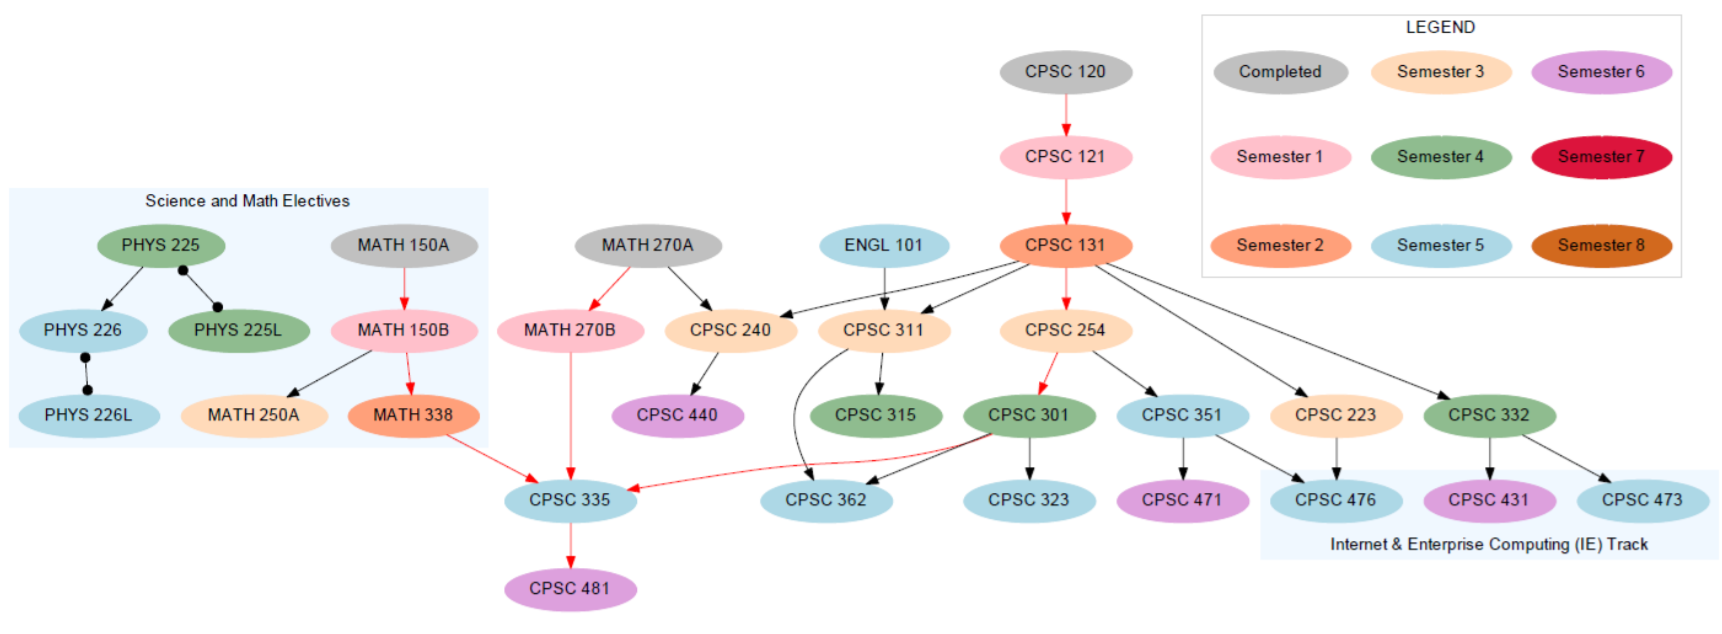 LEGEND
CPSC 120
Completed
Semester 3
Semester 6
CPSC 121
Semester 1
Semester 4
Semester 7
Science and Math Electives
PHYS 225
MATH 150A
MATH 270A
ENGL 101
CPSC 131
Semester 2
Semester 5
Semester 8
PHYS 226
PHYS 225L
MATH 150B
MATH 270B
CPSC 240
CPSC 311
CPSC 254
PHYS 226L
MATH 250A
MATH 338
CPSC 440
CPSC 315
CPSC 301
CPSC 351
CPSC 223
CPSC 332
CPSC 335
CPSC 362
CPSC 323
CPSC 471
CPSC 476
CPSC 431
CPSC 473
Internet & Enterprise Computing (IE) Track
CPSC 481